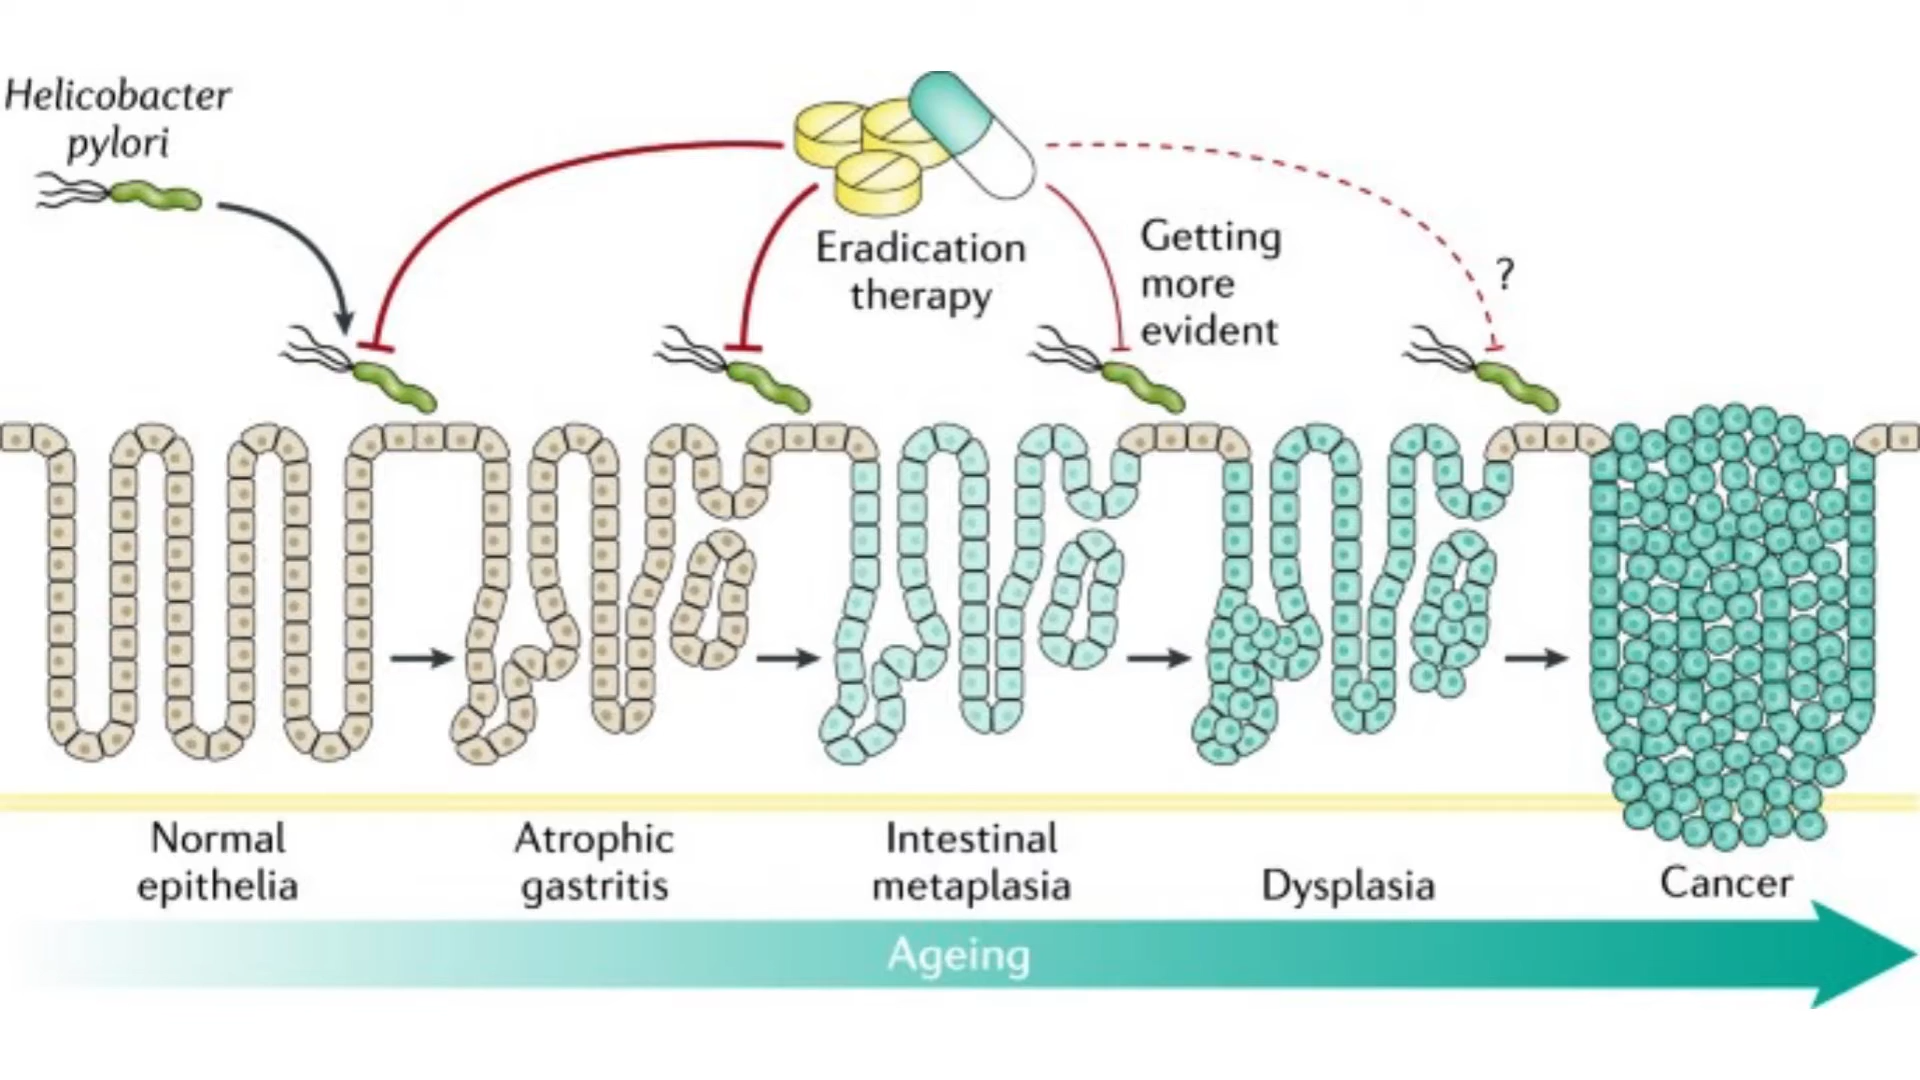 Helicobacter
pylori
Eradication
therapy
Getting
more
evident
?
Normal
epithelia
Atrophic
gastritis
Intestinal
metaplasia
Dysplasia
Cancer
Ageing